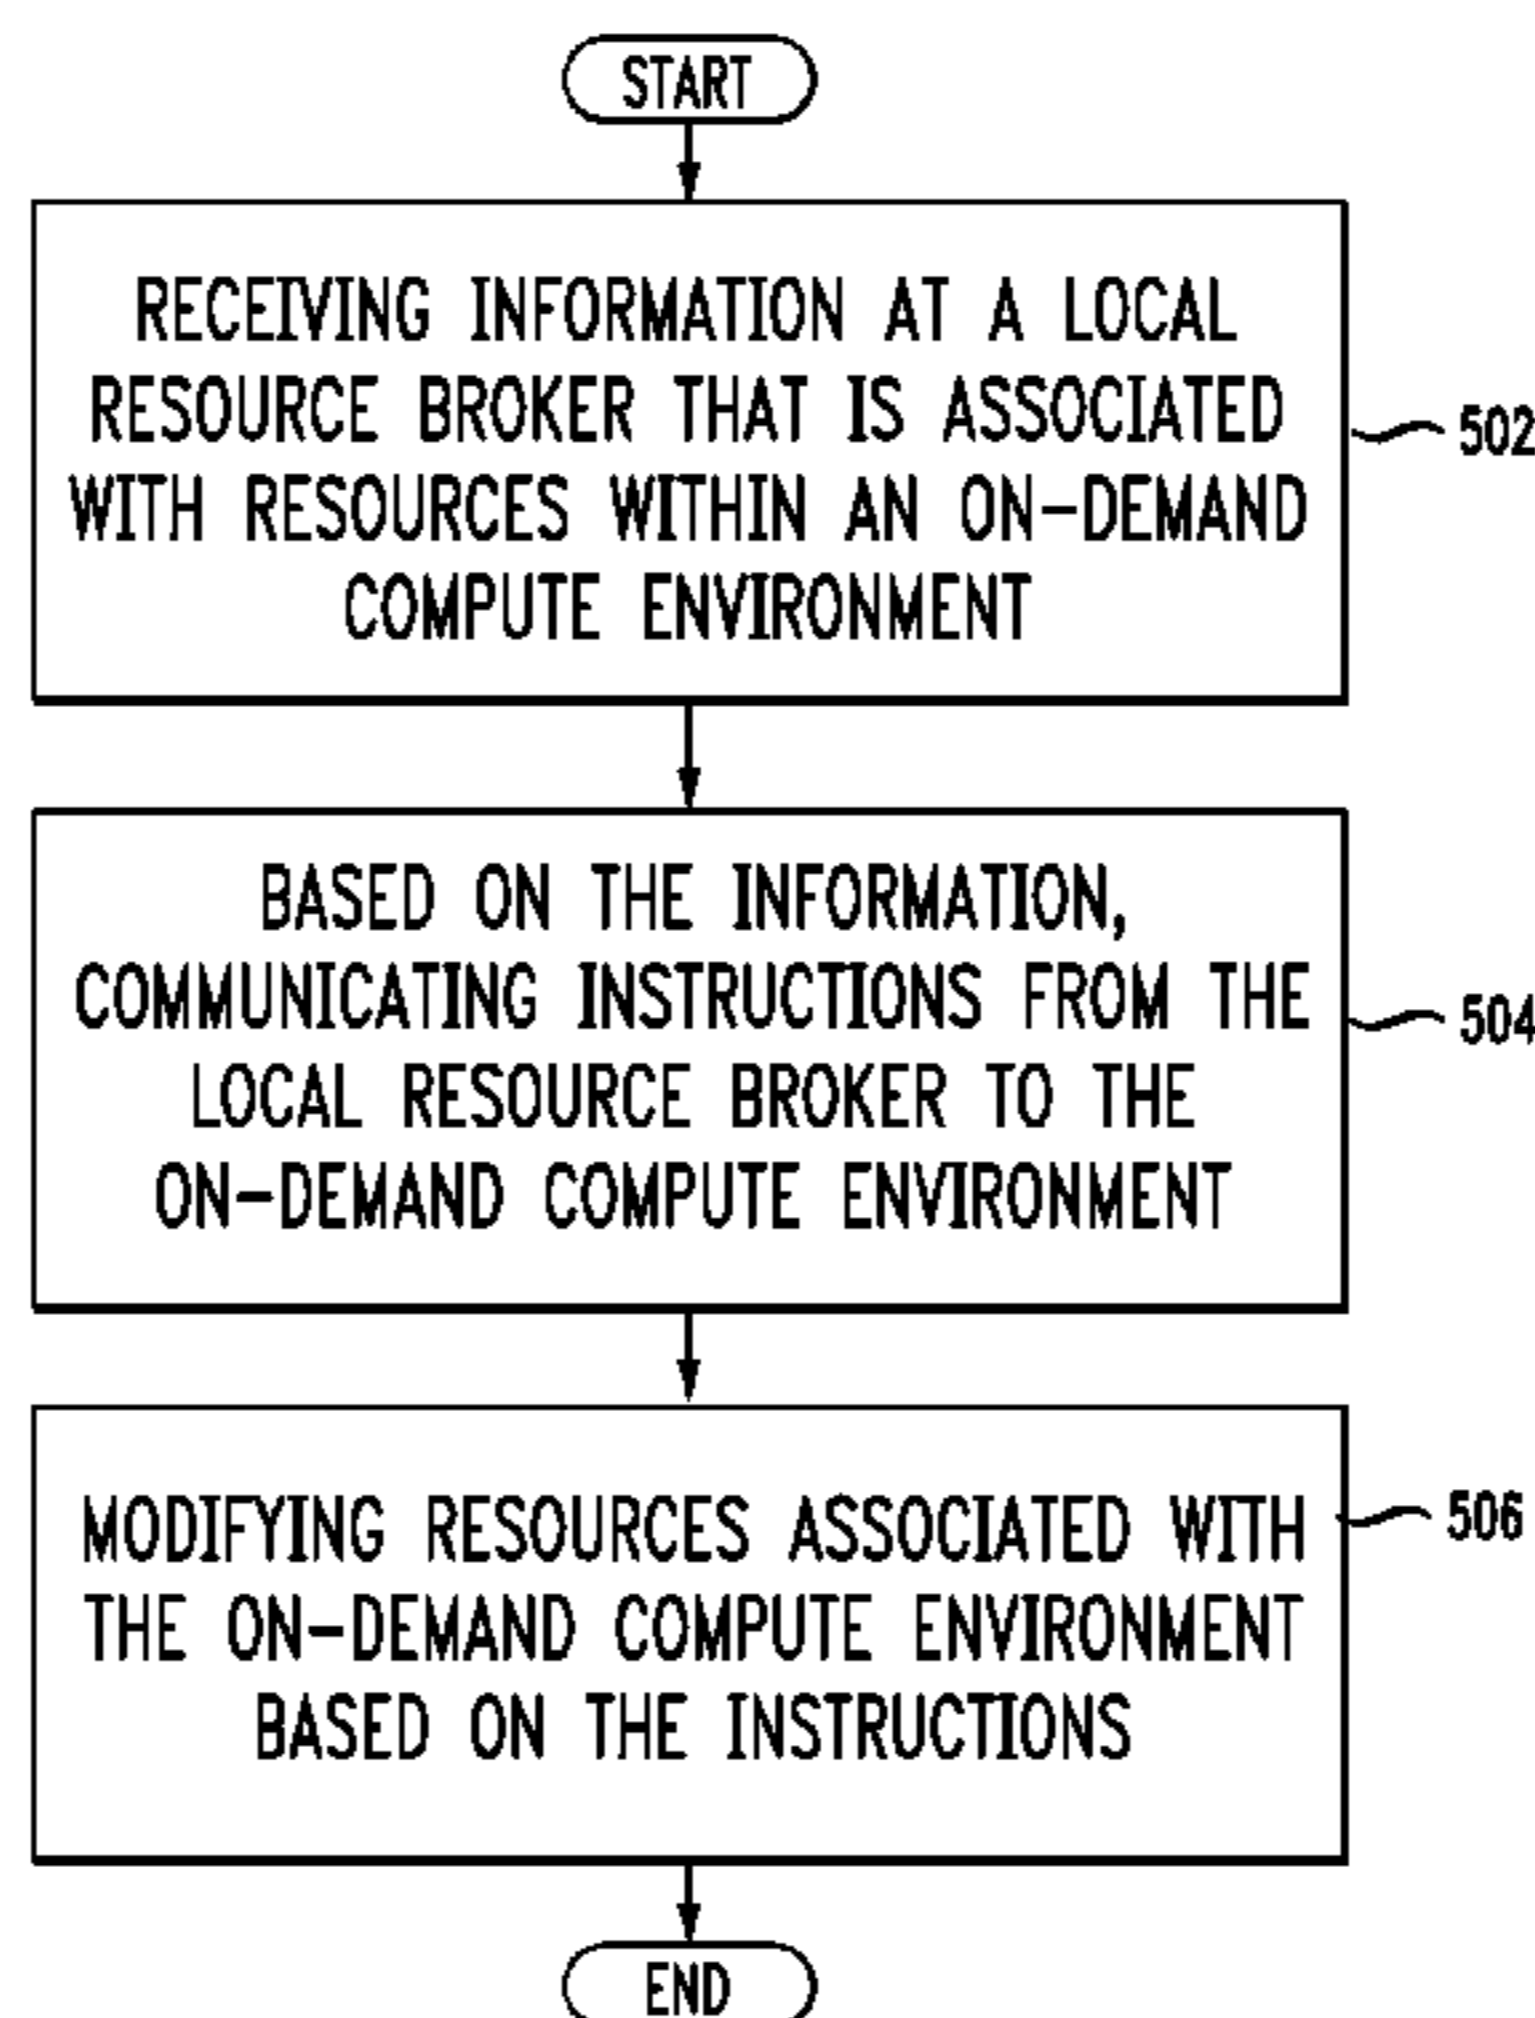 START
RECEIVING INFORMATION AT A LOCAL
RESOURCE BROKER THAT IS ASSOCIATED
WITH RESOURCES WITHIN AN ON-DEMAND
COMPUTE ENVIRONMENT
502
BASED ON THE INFORMATION,
COMMUNICATING INSTRUCTIONS FROM THE
LOCAL RESOURCE BROKER TO THE
ON-DEMAND COMPUTE ENVIRONMENT
504
MODIFYING RESOURCES ASSOCIATED WITH
THE ON-DEMAND COMPUTE ENVIRONMENT
BASED ON THE INSTRUCTIONS
506
END